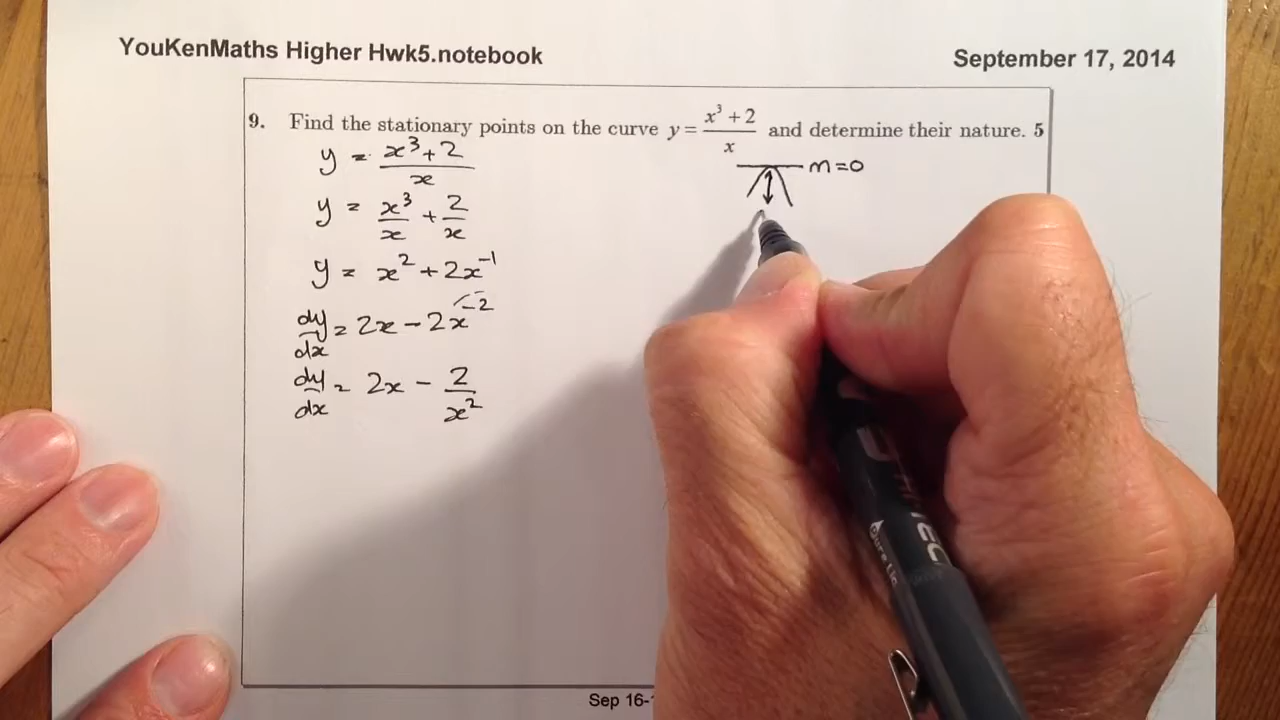 YouKenMaths Higher Hwk5.notebook September 17, 2014
9. Find the stationary points on the curve y = (x³ + 2)/x and determine their nature. 5
y = (x³+2)/x
m=0
y = x³/x + 2/x
y = x² + 2x⁻¹
dy/dx = 2x − 2x⁻²
dy/dx = 2x − 2/x²
Sep 16-